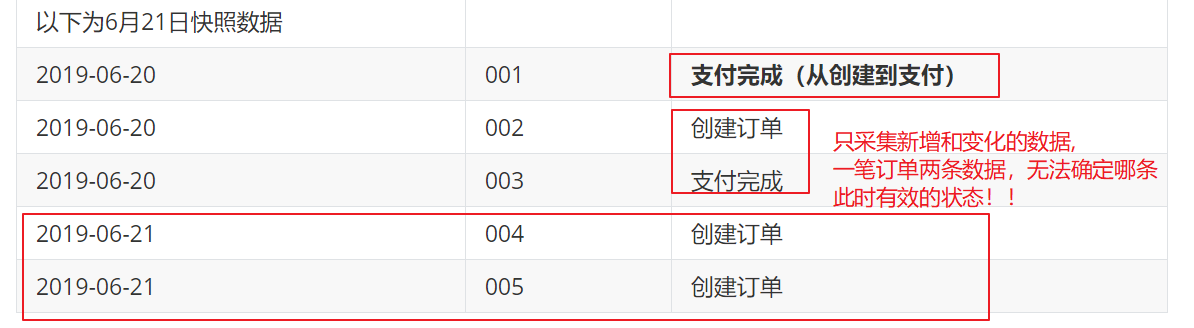 以下为6月21日快照数据
2019-06-20 001 支付完成（从创建到支付）
2019-06-20 002 创建订单
2019-06-20 003 支付完成
只采集新增和变化的数据,
一笔订单两条数据，无法确定哪条
此时有效的状态！！
2019-06-21 004 创建订单
2019-06-21 005 创建订单